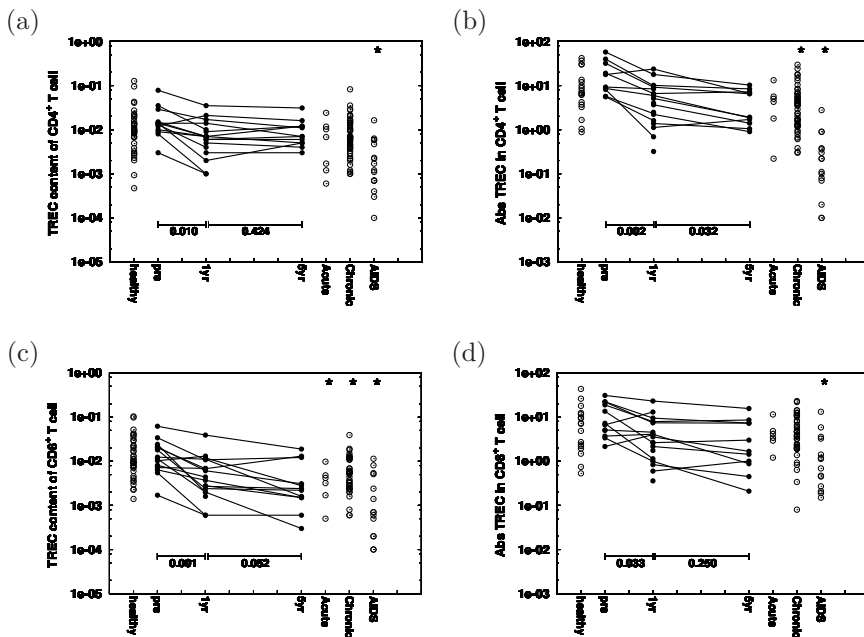 (a)
TREC content of CD4⁺ T cell
1e+00
1e-01
1e-02
1e-03
1e-04
1e-05
*
0.010
0.424
healthy
pre
1yr
5yr
Acute
Chronic
AIDS
(b)
Abs TREC in CD4⁺ T cell
1e+02
1e+01
1e+00
1e-01
1e-02
1e-03
* *
0.002
0.032
healthy
pre
1yr
5yr
Acute
Chronic
AIDS
(c)
TREC content of CD8⁺ T cell
1e+00
1e-01
1e-02
1e-03
1e-04
1e-05
* * *
0.001
0.052
healthy
pre
1yr
5yr
Acute
Chronic
AIDS
(d)
Abs TREC in CD8⁺ T cell
1e+02
1e+01
1e+00
1e-01
1e-02
1e-03
*
0.033
0.250
healthy
pre
1yr
5yr
Acute
Chronic
AIDS